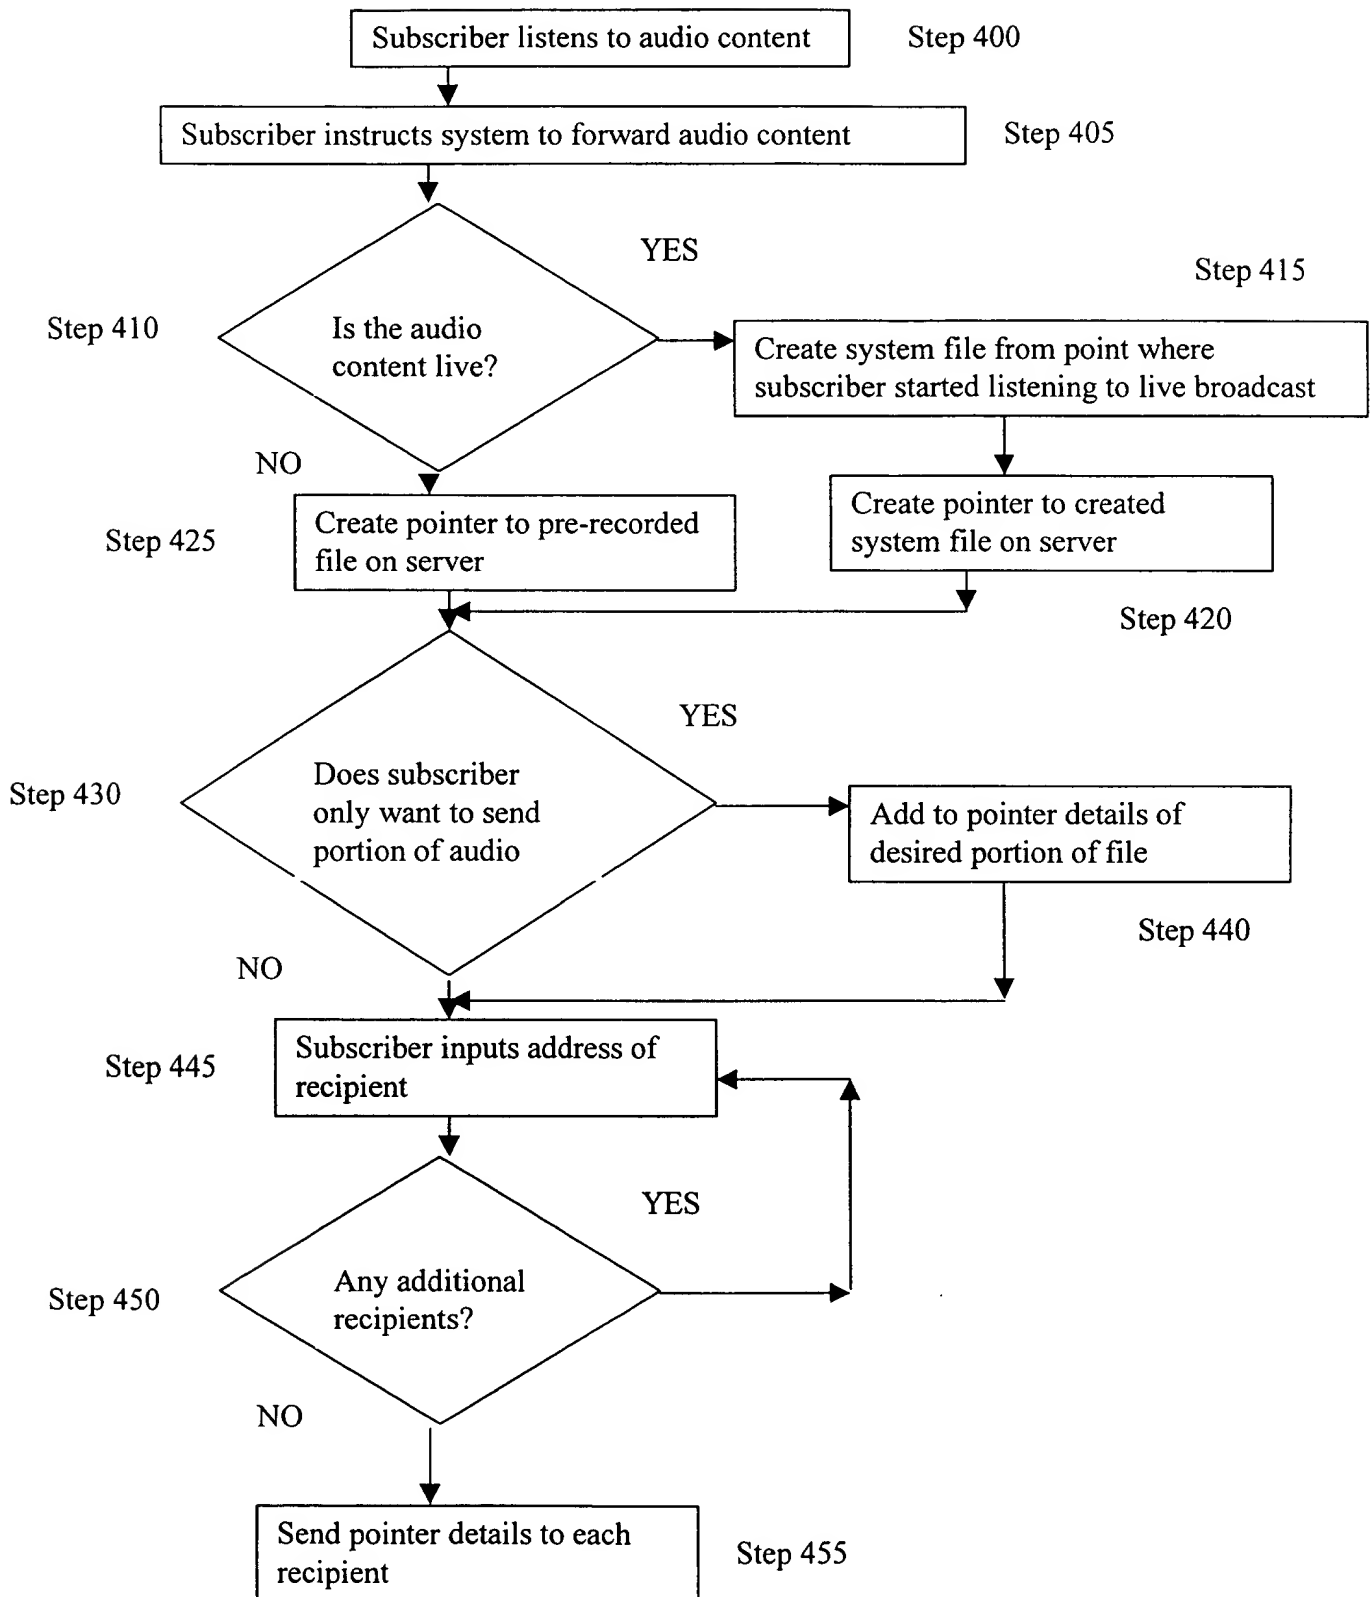 Subscriber listens to audio content
Step 400
Subscriber instructs system to forward audio content
Step 405
YES
Step 415
Step 410
Is the audio
content live?
Create system file from point where
subscriber started listening to live broadcast
NO
Step 425
Create pointer to pre-recorded
file on server
Create pointer to created
system file on server
Step 420
YES
Step 430
Does subscriber
only want to send
portion of audio
Add to pointer details of
desired portion of file
Step 440
NO
Step 445
Subscriber inputs address of
recipient
YES
Step 450
Any additional
recipients?
NO
Send pointer details to each
recipient
Step 455